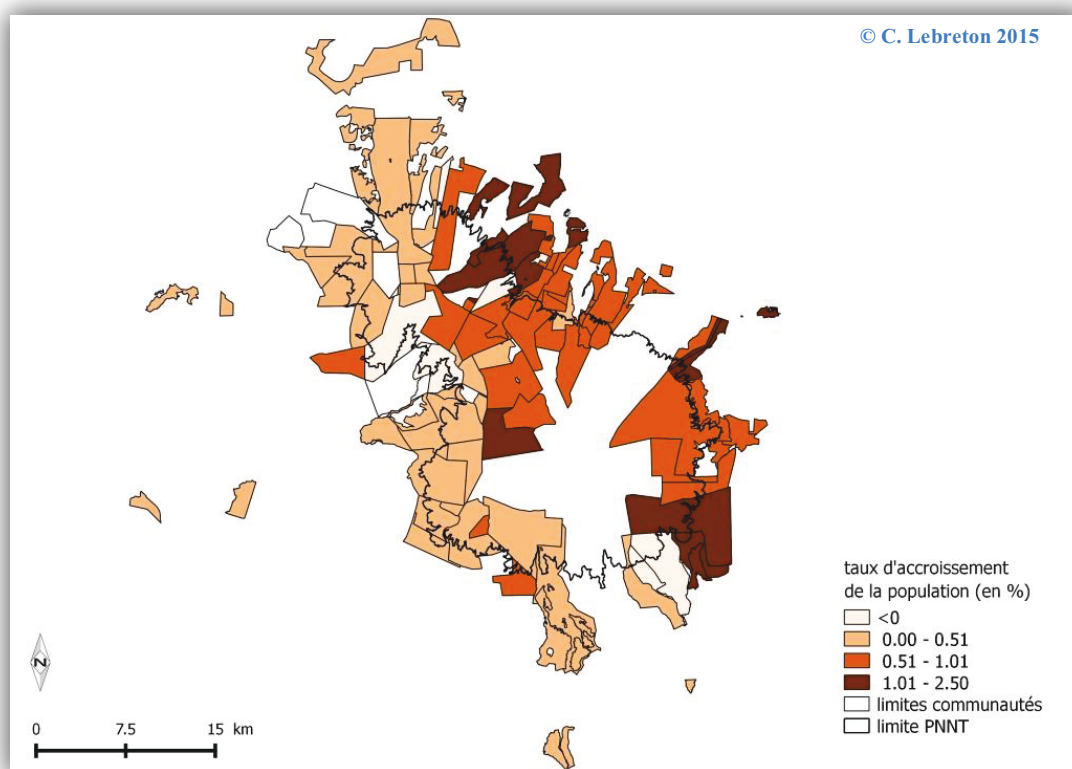 © C. Lebreton 2015
taux d'accroissement
de la population (en %)
<0
0.00 - 0.51
0.51 - 1.01
1.01 - 2.50
limites communautés
limite PNNT
N
0 7.5 15 km